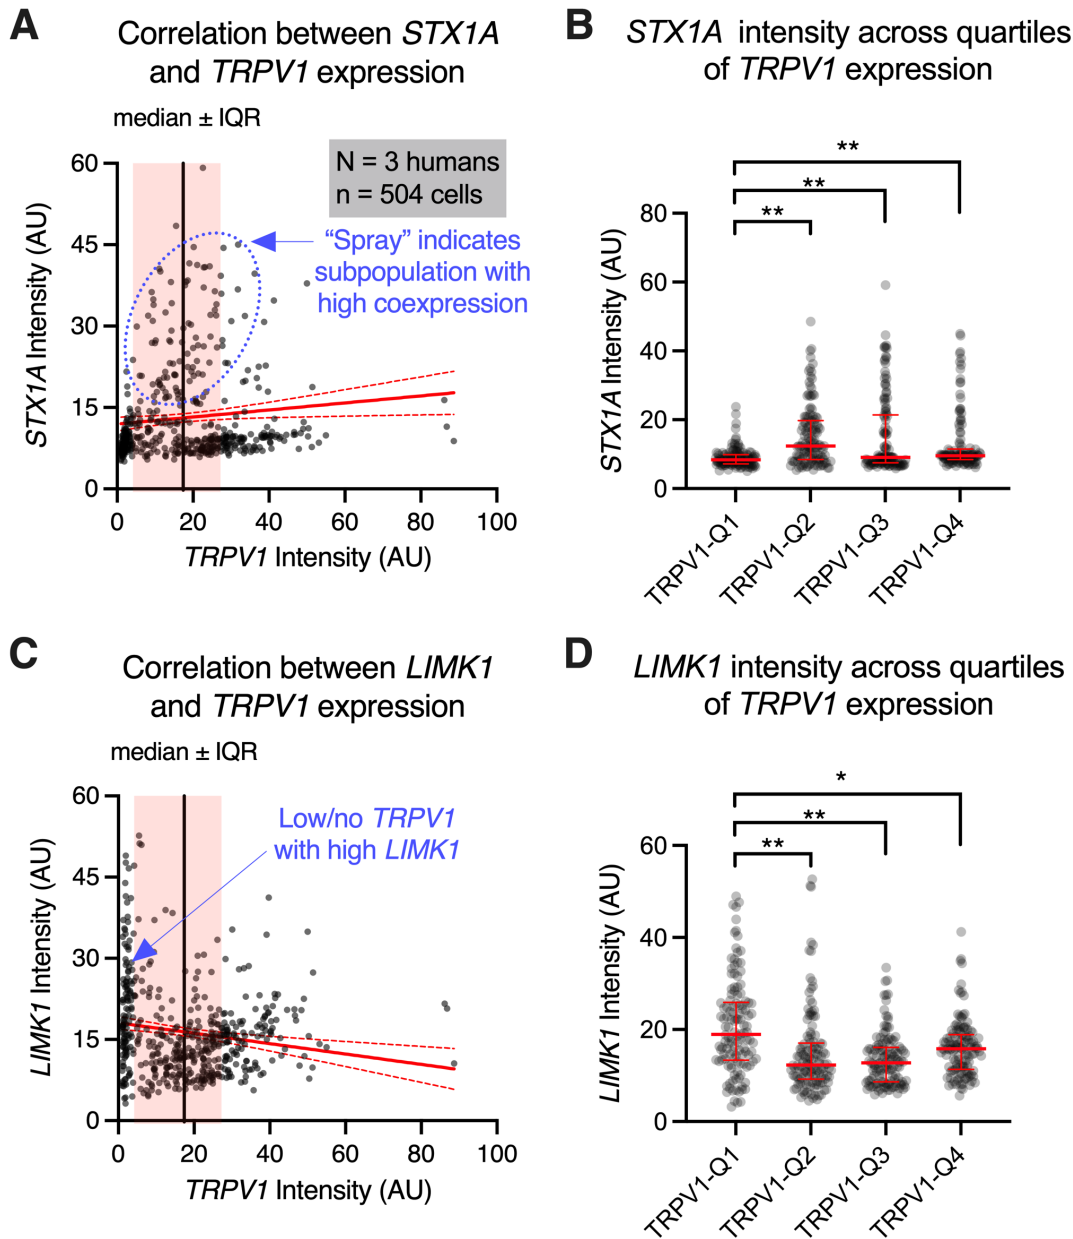 A
Correlation between STX1A
and TRPV1 expression
median ± IQR
N = 3 humans
n = 504 cells
"Spray" indicates
subpopulation with
high coexpression
60
45
30
15
0
STX1A Intensity (AU)
0 20 40 60 80 100
TRPV1 Intensity (AU)
B
STX1A intensity across quartiles
of TRPV1 expression
**
**
**
80
60
40
20
0
STX1A Intensity (AU)
TRPV1-Q1
TRPV1-Q2
TRPV1-Q3
TRPV1-Q4
C
Correlation between LIMK1
and TRPV1 expression
median ± IQR
Low/no TRPV1
with high LIMK1
60
45
30
15
0
LIMK1 Intensity (AU)
0 20 40 60 80 100
TRPV1 Intensity (AU)
D
LIMK1 intensity across quartiles
of TRPV1 expression
*
**
**
60
40
20
0
LIMK1 Intensity (AU)
TRPV1-Q1
TRPV1-Q2
TRPV1-Q3
TRPV1-Q4